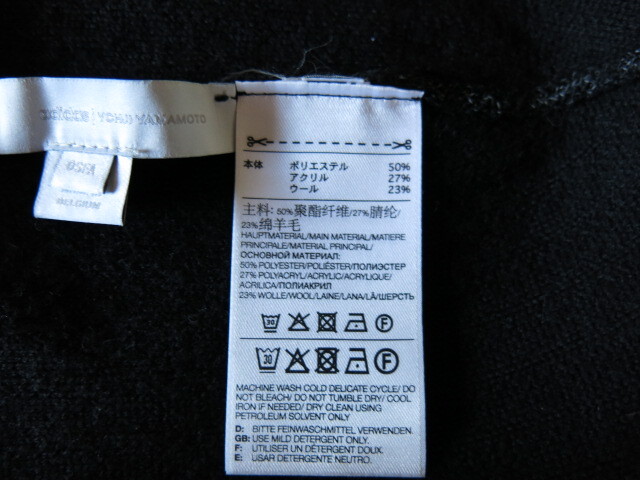 YOHJI YAMAMOTO
本体 ポリエステル 50%
アクリル 27%
ウール 23%
主料: 50%聚酯纤维/27%腈纶/
23%绵羊毛
HAUPTMATERIAL/MAIN MATERIAL/MATIERE
PRINCIPALE/MATERIAL PRINCIPAL/
ОСНОВНОЙ МАТЕРИАЛ:
50% POLYESTER/POLIÉSTER/ПОЛИЭСТЕР
27% POLYACRYL/ACRYLIC/ACRYLIQUE/
ACRILICA/ПОЛИАКРИЛ
23% WOLLE/WOOL/LAINE/LANA/LÃ/ШЕРСТЬ
30 F
30 F
MACHINE WASH COLD DELICATE CYCLE/ DO
NOT BLEACH/ DO NOT TUMBLE DRY/ COOL
IRON IF NEEDED/ DRY CLEAN USING
PETROLEUM SOLVENT ONLY
D: BITTE FEINWASCHMITTEL VERWENDEN.
GB: USE MILD DETERGENT ONLY.
F: UTILISER UN DÉTERGENT DOUX.
E: USAR DETERGENTE NEUTRO.